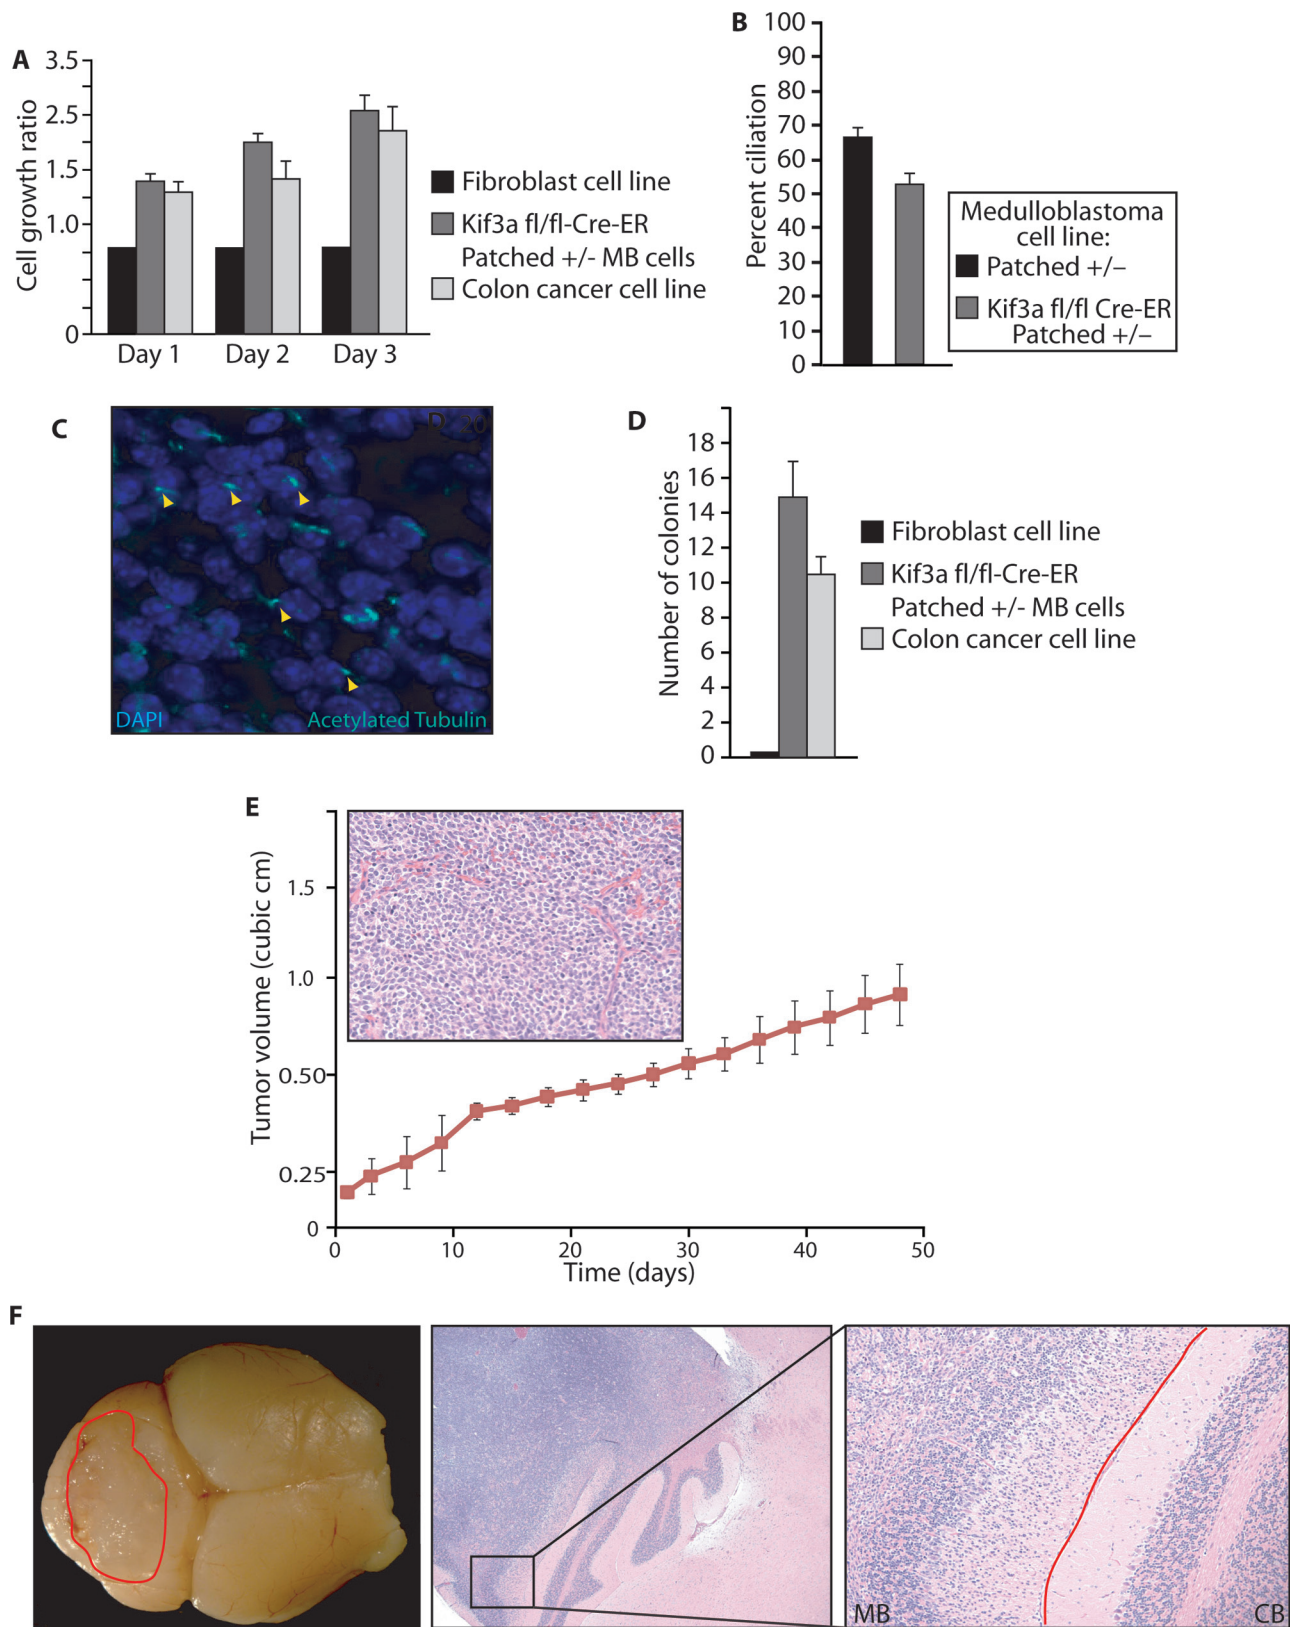 A
3.5
2.5
1.5
1.0
0
Cell growth ratio
Day 1
Day 2
Day 3
Fibroblast cell line
Kif3a fl/fl-Cre-ER
Patched +/- MB cells
Colon cancer cell line
B
100
90
80
70
60
50
40
30
20
10
0
Percent ciliation
Medulloblastoma
cell line:
Patched +/–
Kif3a fl/fl Cre-ER
Patched +/–
C
D 20
DAPI
Acetylated Tubulin
D
18
16
14
12
10
8
6
4
2
0
Number of colonies
Fibroblast cell line
Kif3a fl/fl-Cre-ER
Patched +/- MB cells
Colon cancer cell line
E
1.5
1.0
0.50
0.25
0
Tumor volume (cubic cm)
0
10
20
30
40
50
Time (days)
F
MB
CB